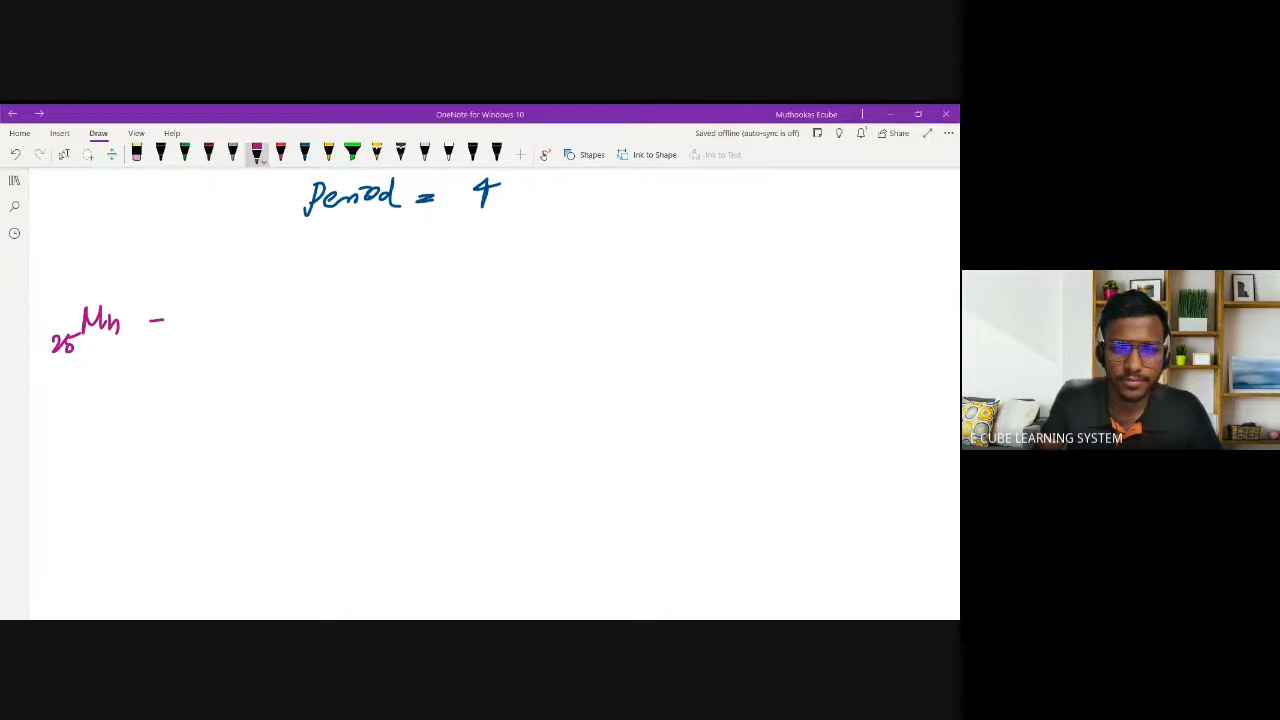 OneNote for Windows 10
Muthookas Ecube
Home Insert Draw View Help
Saved offline (auto-sync is off)
Share
Shapes
Ink to Shape
Ink to Text
Period = 4
25Mn -
E CUBE LEARNING SYSTEM